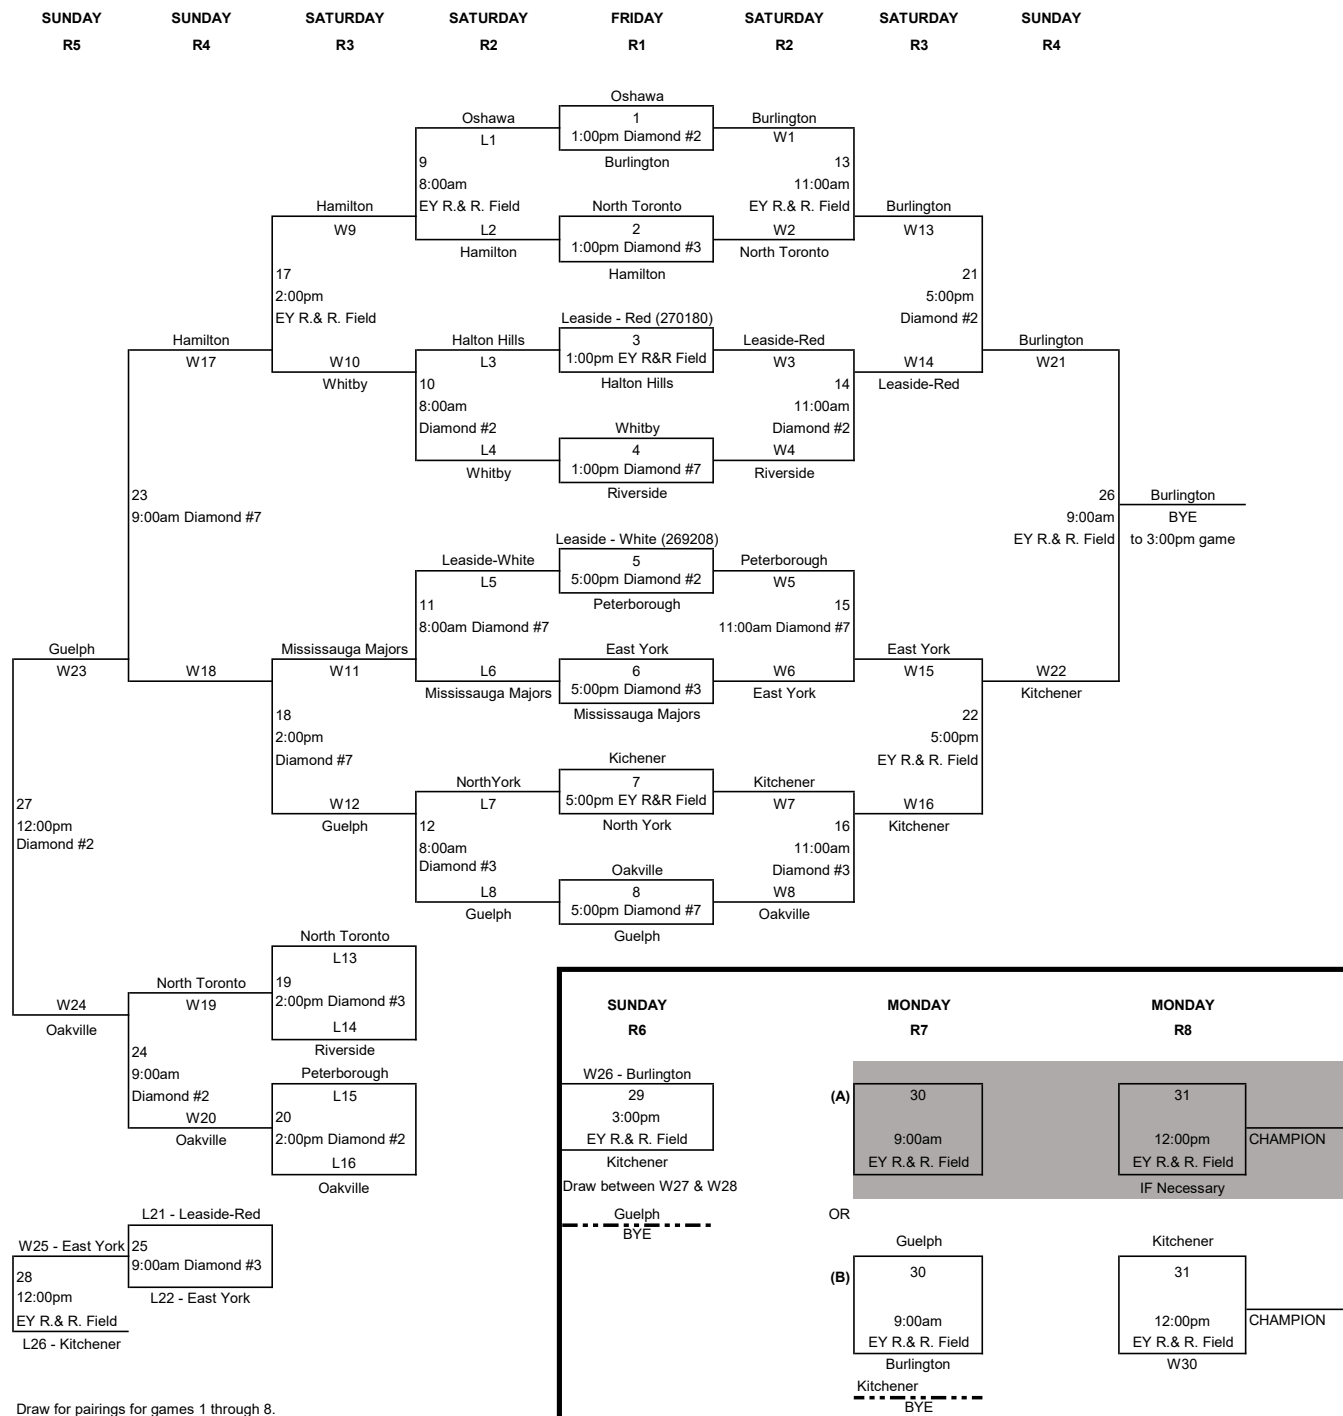 SUNDAY SUNDAY SATURDAY SATURDAY FRIDAY SATURDAY SATURDAY SUNDAY
R5 R4 R3 R2 R1 R2 R3 R4
Oshawa
Oshawa 1 Burlington
L1 1:00pm Diamond #2 W1
9 Burlington 13
8:00am 11:00am
Hamilton EY R.& R. Field North Toronto EY R.& R. Field Burlington
W9 L2 2 W2 W13
Hamilton 1:00pm Diamond #3 North Toronto
17 Hamilton 21
2:00pm 5:00pm
EY R.& R. Field Leaside - Red (270180) Diamond #2
Hamilton Halton Hills 3 Leaside-Red Burlington
W17 W10 L3 1:00pm EY R&R Field W3 W14 W21
Whitby 10 Halton Hills 14 Leaside-Red
8:00am 11:00am
Diamond #2 Whitby Diamond #2
L4 4 W4
Whitby 1:00pm Diamond #7 Riverside
23 Riverside 26 Burlington
9:00am Diamond #7 9:00am BYE
Leaside - White (269208) EY R.& R. Field to 3:00pm game
Leaside-White 5 Peterborough
L5 5:00pm Diamond #2 W5
11 Peterborough 15
8:00am Diamond #7 11:00am Diamond #7
Guelph Mississauga Majors East York East York
W23 W18 W11 L6 6 W6 W15 W22
Mississauga Majors 5:00pm Diamond #3 East York Kitchener
18 Mississauga Majors 22
2:00pm 5:00pm
Diamond #7 Kichener EY R.& R. Field
NorthYork 7 Kitchener
27 W12 L7 5:00pm EY R&R Field W7 W16
12:00pm Guelph 12 North York 16 Kitchener
Diamond #2 8:00am 11:00am
Diamond #3 Oakville Diamond #3
L8 8 W8
Guelph 5:00pm Diamond #7 Oakville
North Toronto Guelph
L13
North Toronto 19
W24 W19 2:00pm Diamond #3 SUNDAY MONDAY MONDAY
Oakville L14 R6 R7 R8
24 Riverside
9:00am Peterborough W26 - Burlington
Diamond #2 L15 29 (A) 30 31
W20 20 3:00pm
Oakville 2:00pm Diamond #2 EY R.& R. Field 9:00am 12:00pm CHAMPION
L16 Kitchener EY R.& R. Field EY R.& R. Field
Oakville Draw between W27 & W28 IF Necessary
L21 - Leaside-Red Guelph OR
BYE
W25 - East York 25 Guelph Kitchener
28 9:00am Diamond #3 (B) 30 31
12:00pm L22 - East York
EY R.& R. Field 9:00am 12:00pm CHAMPION
L26 - Kitchener EY R.& R. Field EY R.& R. Field
Burlington W30
Kitchener
BYE
Draw for pairings for games 1 through 8.